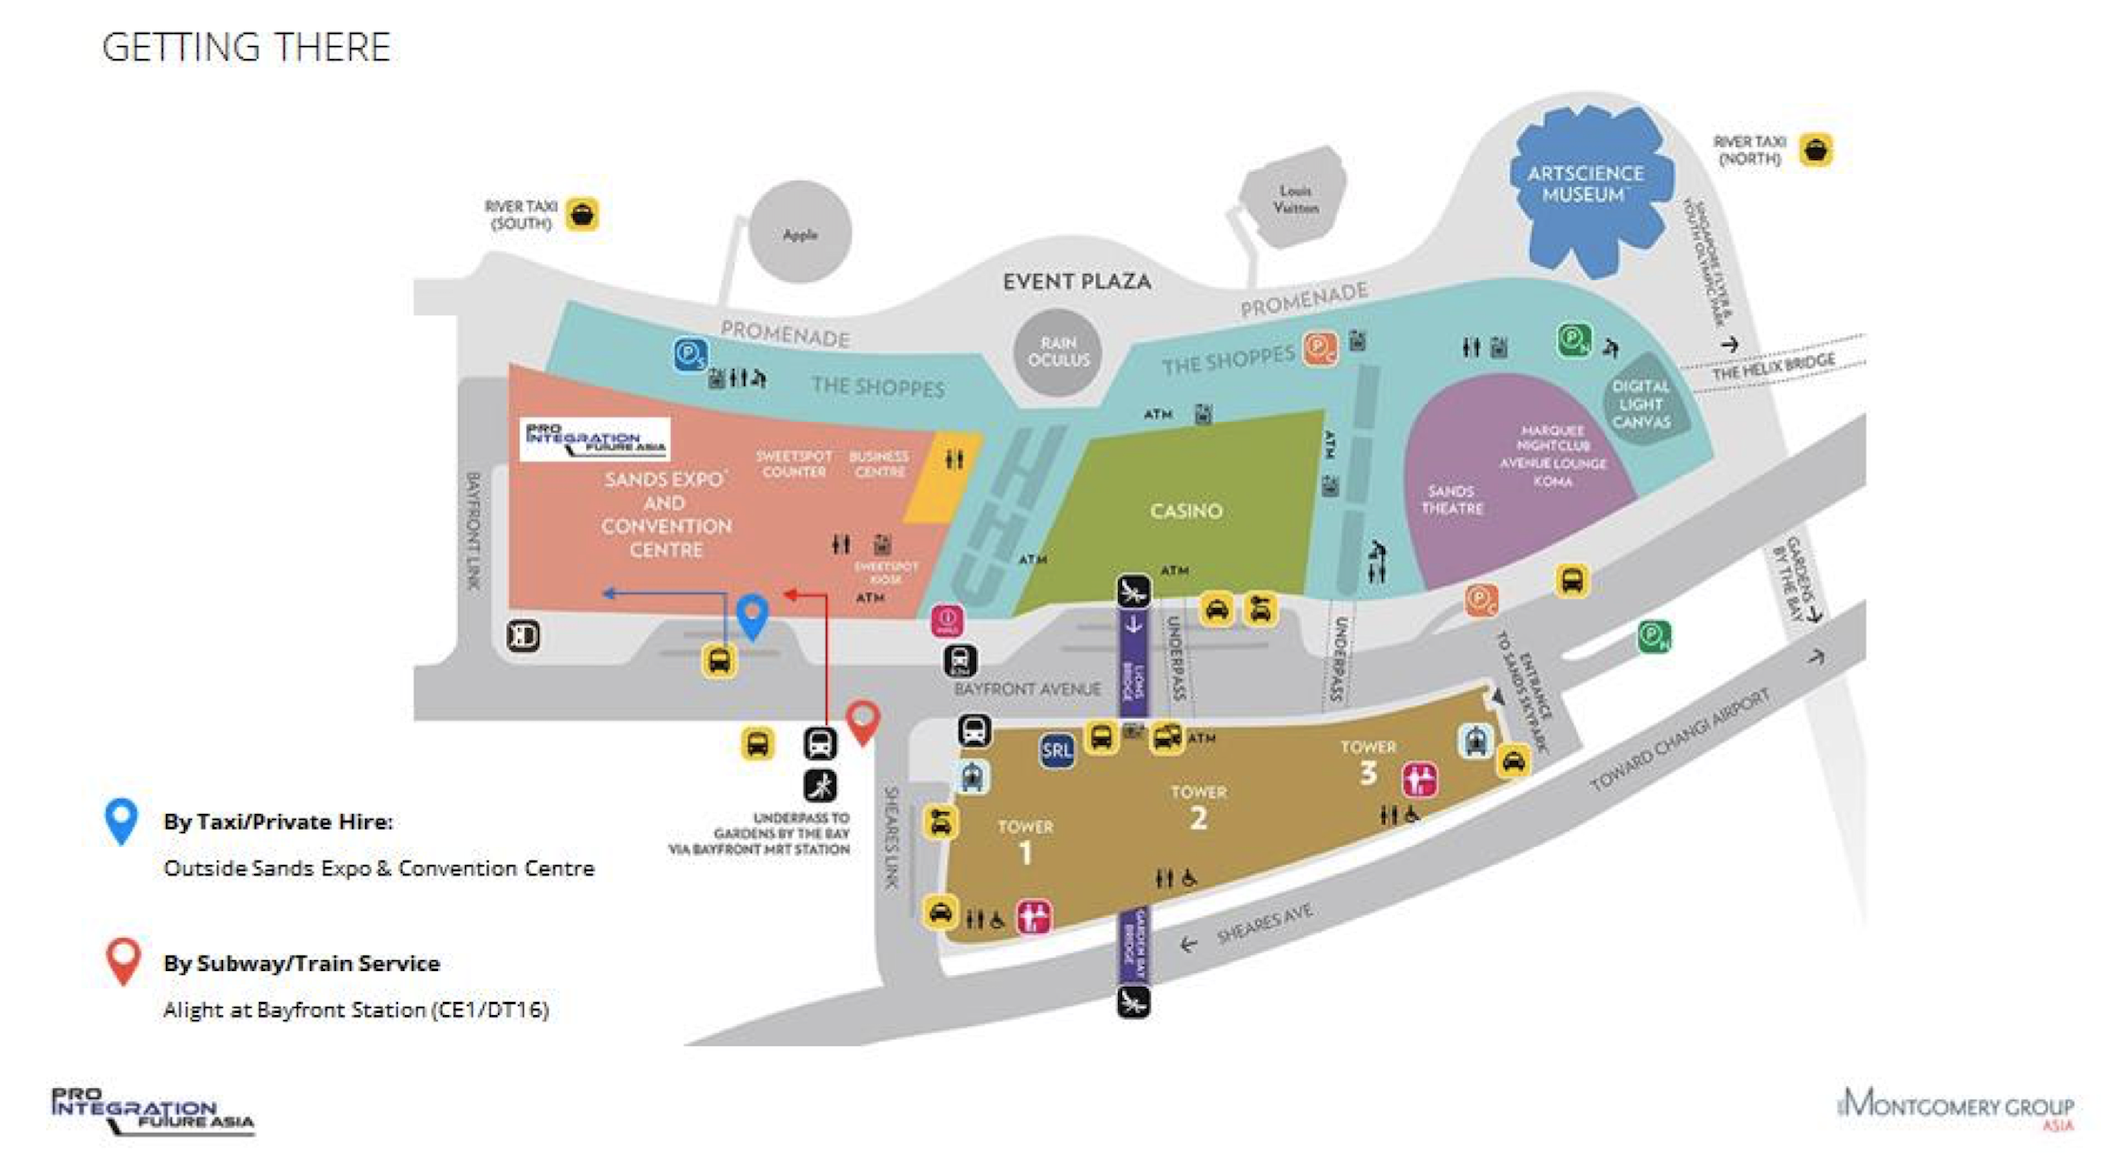 GETTING THERE
RIVER TAXI
(SOUTH)
Apple
Louis
Vuitton
ARTSCIENCE
MUSEUM™
RIVER TAXI
(NORTH)
SINGAPORE FLYER &
YOUTH OLYMPIC PARK
EVENT PLAZA
PROMENADE
PROMENADE
RAIN
OCULUS
THE SHOPPES
THE SHOPPES
THE HELIX BRIDGE
DIGITAL
LIGHT
CANVAS
PRO
INTEGRATION
FUTURE ASIA
SWEETSPOT
COUNTER
BUSINESS
CENTRE
SANDS EXPO®
AND
CONVENTION
CENTRE
SWEETSPOT
KIOSK
ATM
ATM
ATM
ATM
ATM
CASINO
MARQUEE
NIGHTCLUB
AVENUE LOUNGE
KOMA
SANDS
THEATRE
BAYFRONT LINK
GARDENS
BY THE BAY
UNDERPASS
UNDERPASS
LIONS
BRIDGE
BAYFRONT AVENUE
ENTRANCE
TO SANDS SKYPARK®
TOWARD CHANGI AIRPORT
SRL
ATM
TOWER
1
TOWER
2
TOWER
3
UNDERPASS TO
GARDENS BY THE BAY
VIA BAYFRONT MRT STATION
SHEARES LINK
GARDEN BAY
BRIDGE
SHEARES AVE
By Taxi/Private Hire:
Outside Sands Expo & Convention Centre
By Subway/Train Service
Alight at Bayfront Station (CE1/DT16)
PRO
INTEGRATION
FUTURE ASIA
MONTGOMERY GROUP
ASIA